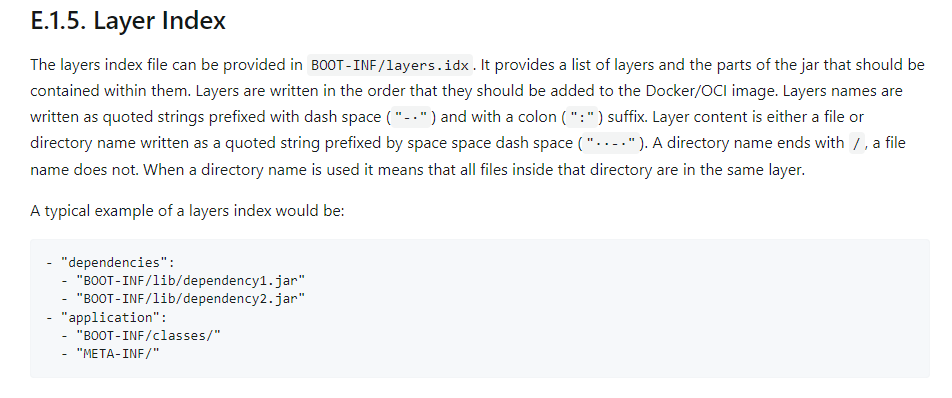 E.1.5. Layer Index
The layers index file can be provided in BOOT-INF/layers.idx. It provides a list of layers and the parts of the jar that should be
contained within them. Layers are written in the order that they should be added to the Docker/OCI image. Layers names are
written as quoted strings prefixed with dash space ("-·") and with a colon (":") suffix. Layer content is either a file or
directory name written as a quoted string prefixed by space space dash space ("··-·"). A directory name ends with /, a file
name does not. When a directory name is used it means that all files inside that directory are in the same layer.
A typical example of a layers index would be:
- "dependencies":
  - "BOOT-INF/lib/dependency1.jar"
  - "BOOT-INF/lib/dependency2.jar"
- "application":
  - "BOOT-INF/classes/"
  - "META-INF/"